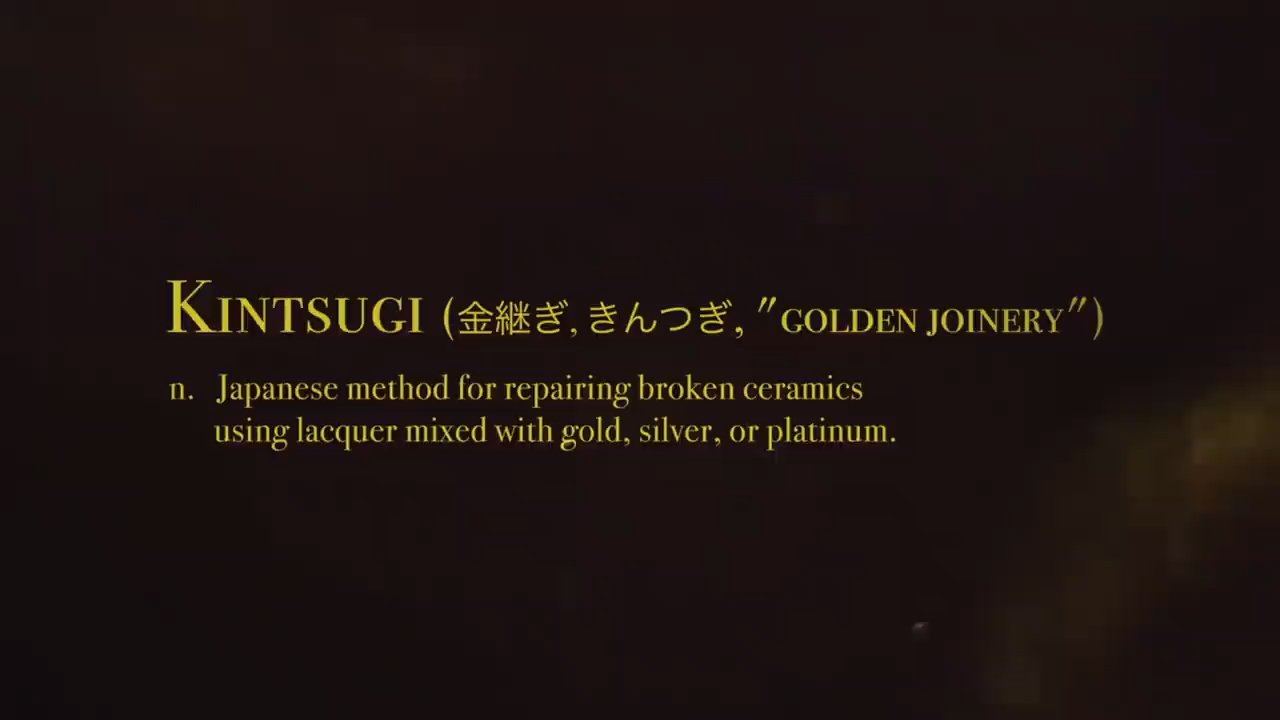 KINTSUGI (金継ぎ, きんつぎ, "GOLDEN JOINERY")
n. Japanese method for repairing broken ceramics
using lacquer mixed with gold, silver, or platinum.